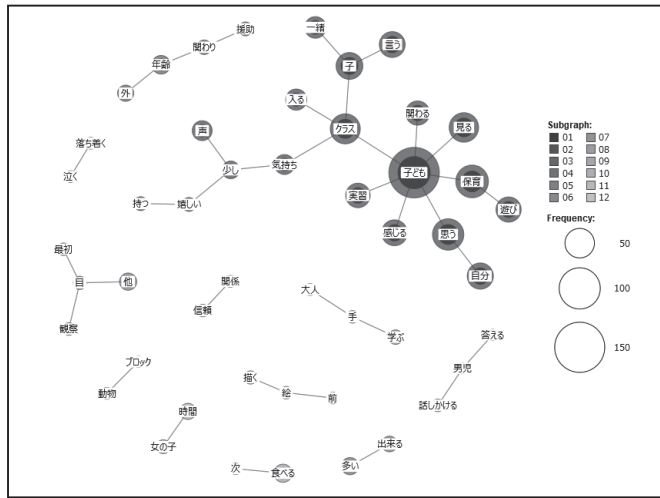 一緒
援助
言う
関わり
子
年齢
外
入る
関わる
見る
声
クラス
落ち着く
少し
気持ち
子ども
保育
泣く
持つ
嬉しい
実習
遊び
感じる
思う
最初
目
他
関係
自分
信頼
大人
観察
手
学ぶ
答える
ブロック
男児
動物
描く
絵
前
話しかける
時間
女の子
出来る
次
食べる
多い
Subgraph:
01 07
02 08
03 09
04 10
05 11
06 12
Frequency:
50
100
150